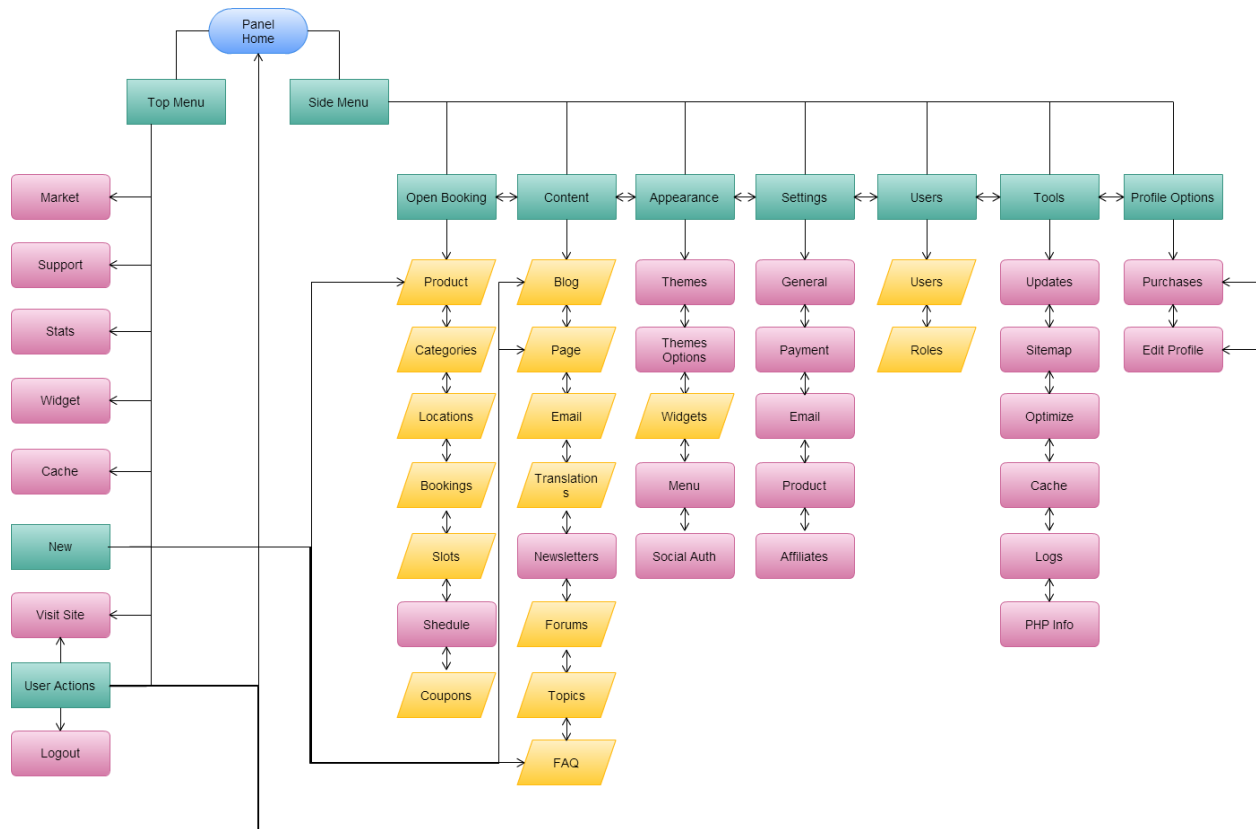 Panel
Home
Top Menu
Side Menu
Market
Open Booking
Content
Appearance
Settings
Users
Tools
Profile Options
Support
Product
Blog
Themes
General
Users
Updates
Purchases
Stats
Categories
Page
Themes
Options
Payment
Roles
Sitemap
Edit Profile
Widget
Locations
Email
Widgets
Email
Optimize
Cache
Bookings
Translation
s
Menu
Product
Cache
New
Slots
Newsletters
Social Auth
Affiliates
Logs
Visit Site
Shedule
Forums
PHP Info
User Actions
Coupons
Topics
Logout
FAQ